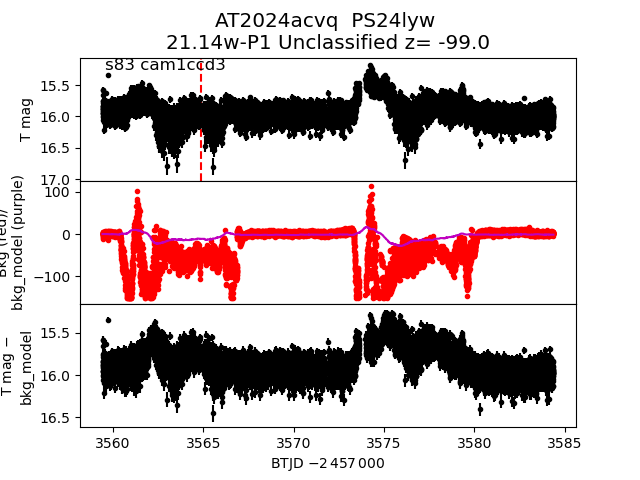 AT2024acvq  PS24lyw
21.14w-P1 Unclassified z= -99.0
s83 cam1ccd3
15.5
16.0
16.5
17.0
T mag
100
0
−100
Bkg (red)/
bkg_model (purple)
15.5
16.0
16.5
T mag −
bkg_model
3560 3565 3570 3575 3580 3585
BTJD −2 457 000